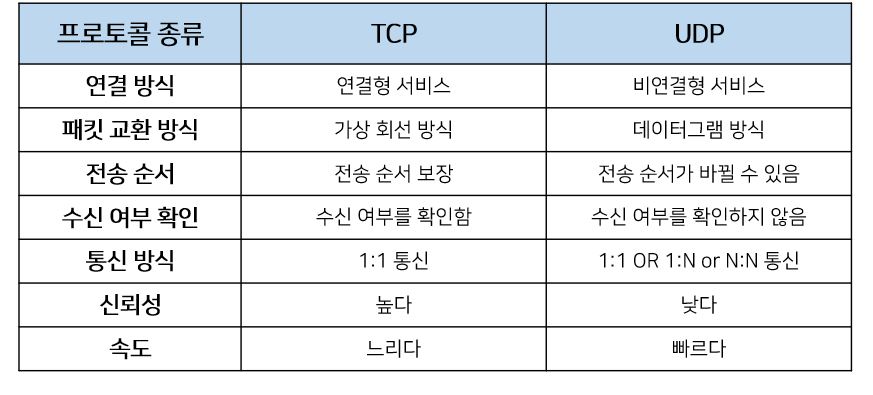 프로토콜 종류 TCP UDP
연결 방식 연결형 서비스 비연결형 서비스
패킷 교환 방식 가상 회선 방식 데이터그램 방식
전송 순서 전송 순서 보장 전송 순서가 바뀔 수 있음
수신 여부 확인 수신 여부를 확인함 수신 여부를 확인하지 않음
통신 방식 1:1 통신 1:1 OR 1:N or N:N 통신
신뢰성 높다 낮다
속도 느리다 빠르다